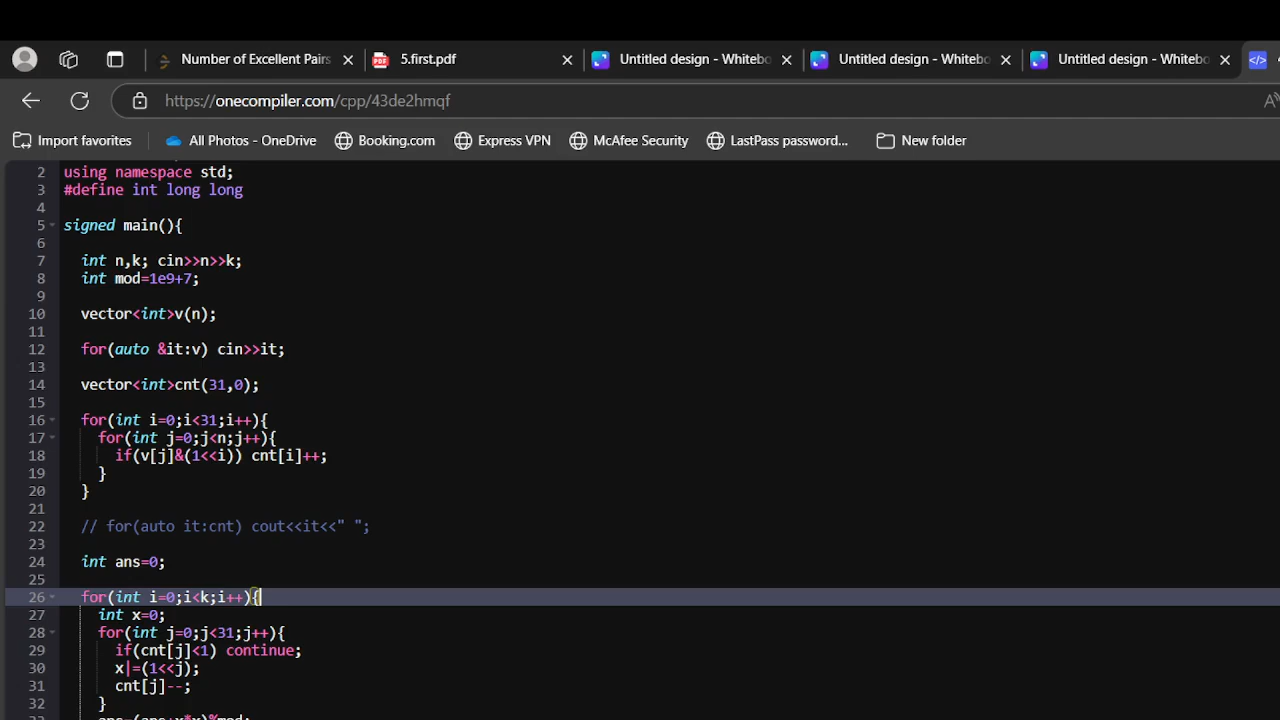 Number of Excellent Pairs
5.first.pdf
Untitled design - Whitebo
Untitled design - Whitebo
Untitled design - Whitebo
https://onecompiler.com/cpp/43de2hmqf
Import favorites
All Photos - OneDrive
Booking.com
Express VPN
McAfee Security
LastPass password...
New folder
2 using namespace std;
3 #define int long long
4
5 signed main(){
6
7 int n,k; cin>>n>>k;
8 int mod=1e9+7;
9
10 vector<int>v(n);
11
12 for(auto &it:v) cin>>it;
13
14 vector<int>cnt(31,0);
15
16 for(int i=0;i<31;i++){
17 for(int j=0;j<n;j++){
18 if(v[j]&(1<<i)) cnt[i]++;
19 }
20 }
21
22 // for(auto it:cnt) cout<<it<<" ";
23
24 int ans=0;
25
26 for(int i=0;i<k;i++){
27 int x=0;
28 for(int j=0;j<31;j++){
29 if(cnt[j]<1) continue;
30 x|=(1<<j);
31 cnt[j]--;
32 }
33 ans=(ans+x*x)%mod;